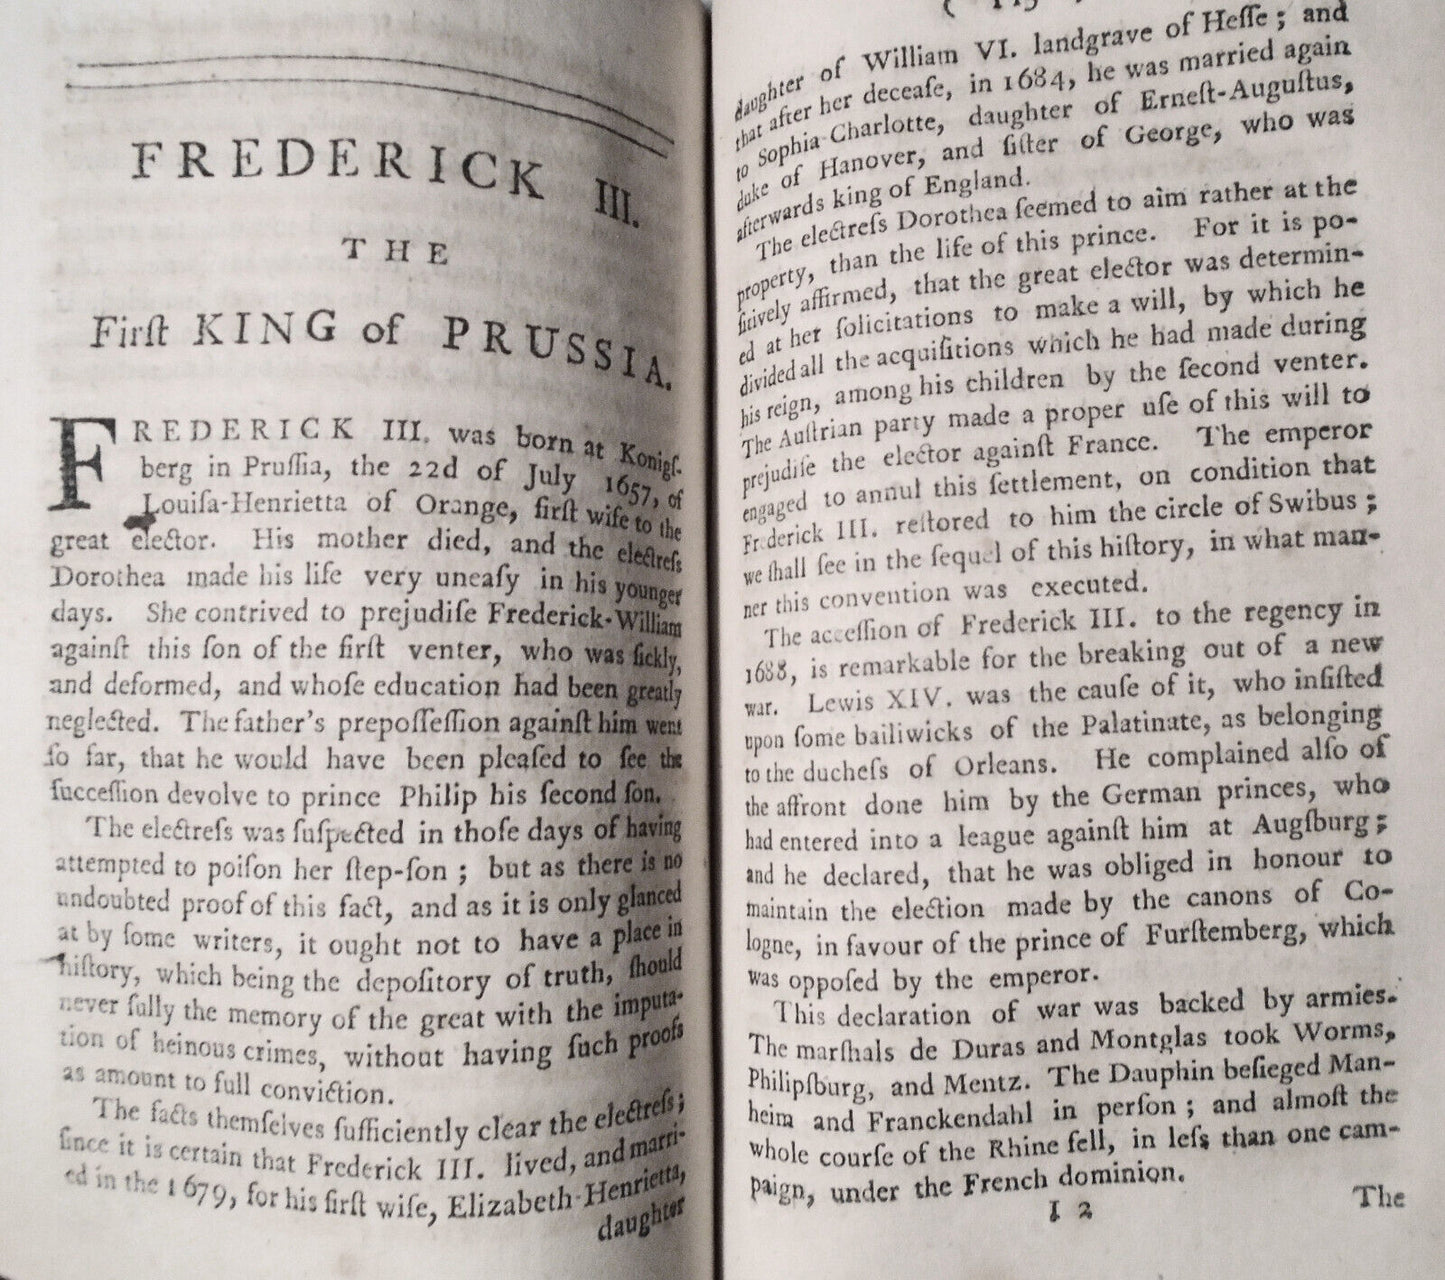 FREDERICK III.
THE
Firſt KING of PRUSSIA.
FREDERICK III. was born at Konigſ-
berg in Pruſſia, the 22d of July 1657, of
Louiſa-Henrietta of Orange, firſt wife to the
great elector. His mother died, and the electreſs
Dorothea made his life very uneaſy in his younger
days. She contrived to prejudiſe Frederick-William
againſt this ſon of the firſt venter, who was ſickly,
and deformed, and whoſe education had been greatly
neglected. The father's prepoſſeſſion againſt him went
ſo far, that he would have been pleaſed to ſee the
ſucceſſion devolve to prince Philip his ſecond ſon.
The electreſs was ſuſpected in thoſe days of having
attempted to poiſon her ſtep-ſon ; but as there is no
undoubted proof of this fact, and as it is only glanced
at by ſome writers, it ought not to have a place in
hiſtory, which being the depoſitory of truth, ſhould
never ſully the memory of the great with the imputa-
tion of heinous crimes, without having ſuch proofs
as amount to full conviction.
The facts themſelves ſufficiently clear the electreſs;
ſince it is certain that Frederick III. lived, and marri-
ed in the 1679, for his firſt wife, Elizabeth-Henrietta,
daughter
daughter of William VI. landgrave of Heſſe ; and
that after her deceaſe, in 1684, he was married again
to Sophia-Charlotte, daughter of Erneſt-Auguſtus,
duke of Hanover, and ſiſter of George, who was
afterwards king of England.
The electreſs Dorothea ſeemed to aim rather at the
property, than the life of this prince. For it is po-
ſitively affirmed, that the great elector was determin-
ed at her ſolicitations to make a will, by which he
divided all the acquiſitions which he had made during
his reign, among his children by the ſecond venter.
The Auſtrian party made a proper uſe of this will to
prejudiſe the elector againſt France. The emperor
engaged to annul this ſettlement, on condition that
Frederick III. reſtored to him the circle of Swibus ;
we ſhall ſee in the ſequel of this hiſtory, in what man-
ner this convention was executed.
The acceſſion of Frederick III. to the regency in
1688, is remarkable for the breaking out of a new
war. Lewis XIV. was the cauſe of it, who inſiſted
upon ſome bailiwicks of the Palatinate, as belonging
to the ducheſs of Orleans. He complained alſo of
the affront done him by the German princes, who
had entered into a league againſt him at Augſburg ;
and he declared, that he was obliged in honour to
maintain the election made by the canons of Co-
logne, in favour of the prince of Furſtemberg, which
was oppoſed by the emperor.
This declaration of war was backed by armies.
The marſhals de Duras and Montglas took Worms,
Philipſburg, and Mentz. The Dauphin beſieged Man-
heim and Franckendahl in perſon ; and almoſt the
whole courſe of the Rhine fell, in leſs than one cam-
paign, under the French dominion.
I 2 The